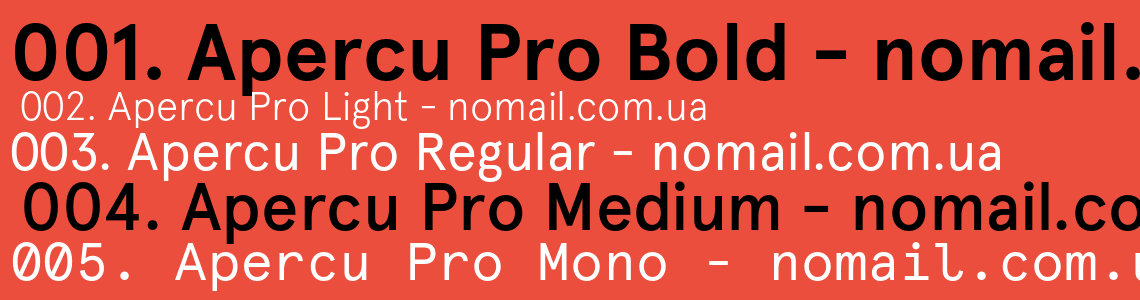 001. Apercu Pro Bold - nomail.
002. Apercu Pro Light - nomail.com.ua
003. Apercu Pro Regular - nomail.com.ua
004. Apercu Pro Medium - nomail.co
005. Apercu Pro Mono - nomail.com.